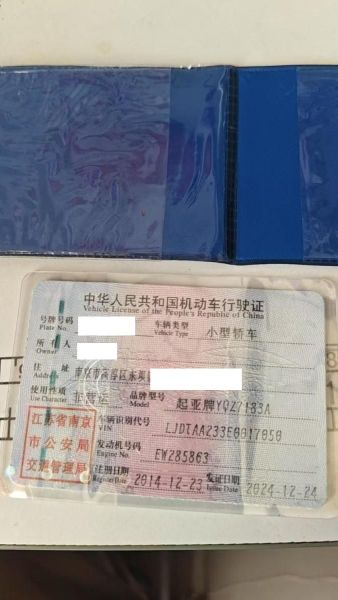 中华人民共和国机动车行驶证
Vehicle License of the People's Republic of China
号牌号码 车辆类型 小型轿车
Plate No. Vehicle Type
所有人
Owner
住址
Address
使用性质 非营运 品牌型号 起亚牌YQZ7183A
Use Character Model
江苏省南京市公安局交通管理局
车辆识别代号 LJDTAA233E0017050
VIN
发动机号码 EW285863
Engine No.
注册日期 2014-12-23 发证日期 2024-12-24
Register Date Issue Date